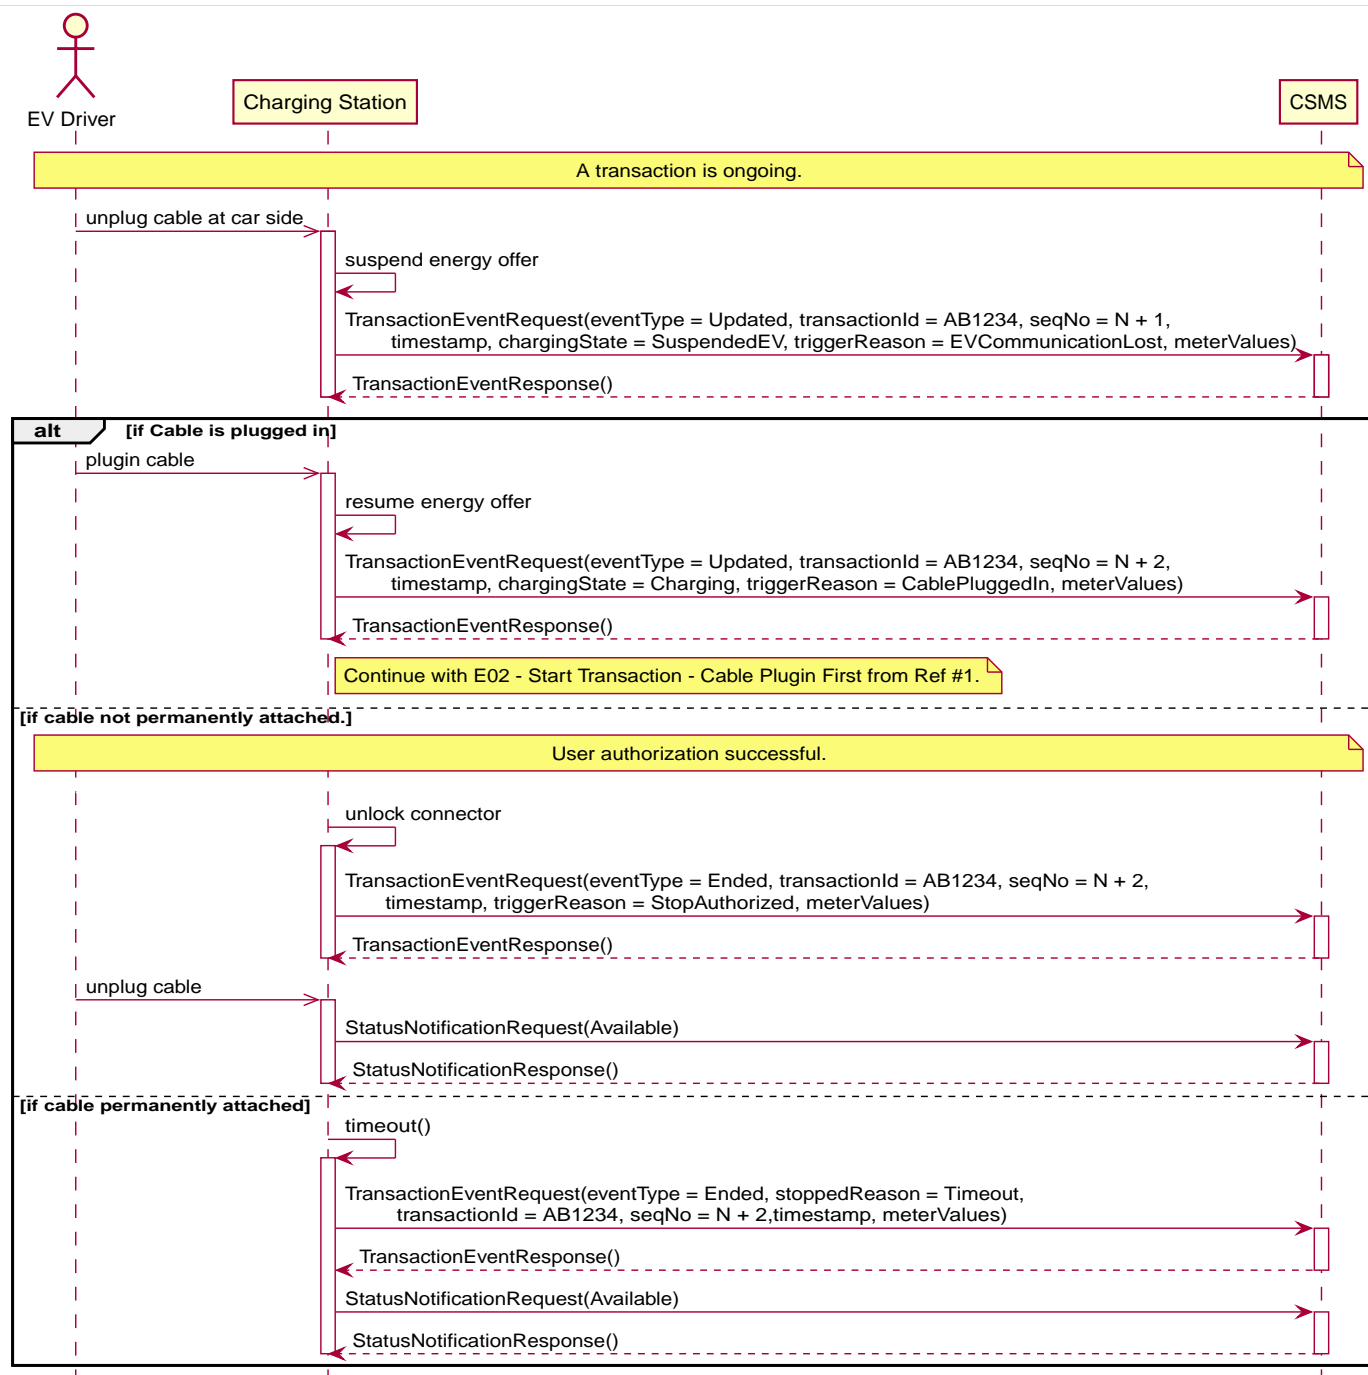 EV Driver
Charging Station
CSMS
A transaction is ongoing.
unplug cable at car side
suspend energy offer
TransactionEventRequest(eventType = Updated, transactionId = AB1234, seqNo = N + 1,
timestamp, chargingState = SuspendedEV, triggerReason = EVCommunicationLost, meterValues)
TransactionEventResponse()
alt
[if Cable is plugged in]
plugin cable
resume energy offer
TransactionEventRequest(eventType = Updated, transactionId = AB1234, seqNo = N + 2,
timestamp, chargingState = Charging, triggerReason = CablePluggedIn, meterValues)
TransactionEventResponse()
Continue with E02 - Start Transaction - Cable Plugin First from Ref #1.
[if cable not permanently attached.]
User authorization successful.
unlock connector
TransactionEventRequest(eventType = Ended, transactionId = AB1234, seqNo = N + 2,
timestamp, triggerReason = StopAuthorized, meterValues)
TransactionEventResponse()
unplug cable
StatusNotificationRequest(Available)
StatusNotificationResponse()
[if cable permanently attached]
timeout()
TransactionEventRequest(eventType = Ended, stoppedReason = Timeout,
transactionId = AB1234, seqNo = N + 2,timestamp, meterValues)
TransactionEventResponse()
StatusNotificationRequest(Available)
StatusNotificationResponse()